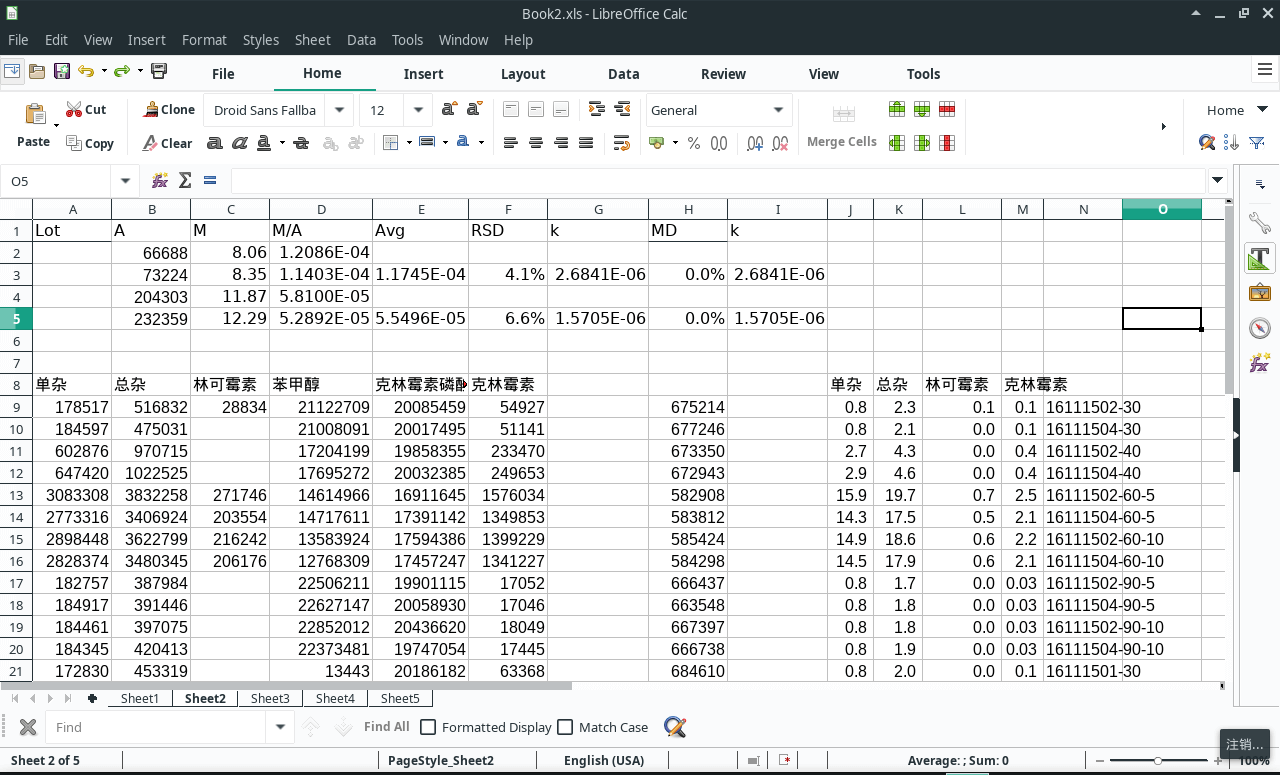 Book2.xls - LibreOffice Calc
File Edit View Insert Format Styles Sheet Data Tools Window Help
File Home Insert Layout Data Review View Tools
Cut Clone Droid Sans Fallba 12 General Home
Paste Copy Clear Merge Cells
O5
A B C D E F G H I J K L M N O
1 Lot A M M/A Avg RSD k MD k
2 66688 8.06 1.2086E-04
3 73224 8.35 1.1403E-04 1.1745E-04 4.1% 2.6841E-06 0.0% 2.6841E-06
4 204303 11.87 5.8100E-05
5 232359 12.29 5.2892E-05 5.5496E-05 6.6% 1.5705E-06 0.0% 1.5705E-06
6
7
8 单杂 总杂 林可霉素 苯甲醇 克林霉素磷 克林霉素 单杂 总杂 林可霉素 克林霉素
9 178517 516832 28834 21122709 20085459 54927 675214 0.8 2.3 0.1 0.1 16111502-30
10 184597 475031 21008091 20017495 51141 677246 0.8 2.1 0.0 0.1 16111504-30
11 602876 970715 17204199 19858355 233470 673350 2.7 4.3 0.0 0.4 16111502-40
12 647420 1022525 17695272 20032385 249653 672943 2.9 4.6 0.0 0.4 16111504-40
13 3083308 3832258 271746 14614966 16911645 1576034 582908 15.9 19.7 0.7 2.5 16111502-60-5
14 2773316 3406924 203554 14717611 17391142 1349853 583812 14.3 17.5 0.5 2.1 16111504-60-5
15 2898448 3622799 216242 13583924 17594386 1399229 585424 14.9 18.6 0.6 2.2 16111502-60-10
16 2828374 3480345 206176 12768309 17457247 1341227 584298 14.5 17.9 0.6 2.1 16111504-60-10
17 182757 387984 22506211 19901115 17052 666437 0.8 1.7 0.0 0.03 16111502-90-5
18 184917 391446 22627147 20058930 17046 663548 0.8 1.8 0.0 0.03 16111504-90-5
19 184461 397075 22852012 20436620 18049 667397 0.8 1.8 0.0 0.03 16111502-90-10
20 184345 420413 22373481 19747054 17445 666738 0.8 1.9 0.0 0.03 16111504-90-10
21 172830 453319 13443 20186182 63368 684610 0.8 2.0 0.0 0.1 16111501-30
Sheet1 Sheet2 Sheet3 Sheet4 Sheet5
Find Find All Formatted Display Match Case
注销...
Sheet 2 of 5 PageStyle_Sheet2 English (USA) Average: ; Sum: 0 100%